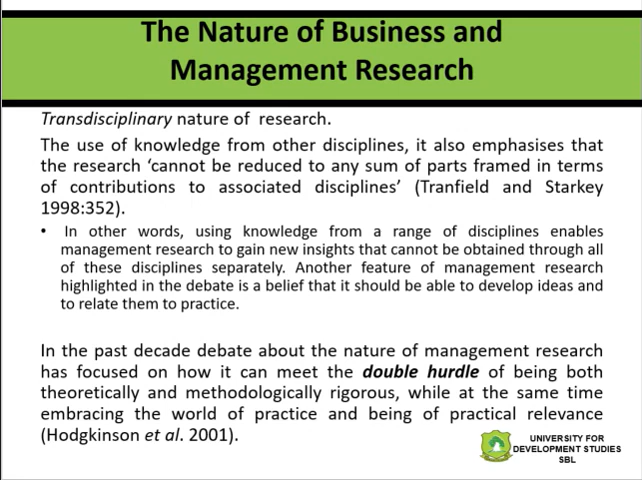 The Nature of Business and
Management Research
Transdisciplinary nature of research.
The use of knowledge from other disciplines, it also emphasises that
the research ‘cannot be reduced to any sum of parts framed in terms
of contributions to associated disciplines’ (Tranfield and Starkey
1998:352).
• In other words, using knowledge from a range of disciplines enables
management research to gain new insights that cannot be obtained through all
of these disciplines separately. Another feature of management research
highlighted in the debate is a belief that it should be able to develop ideas and
to relate them to practice.
In the past decade debate about the nature of management research
has focused on how it can meet the double hurdle of being both
theoretically and methodologically rigorous, while at the same time
embracing the world of practice and being of practical relevance
(Hodgkinson et al. 2001).
UNIVERSITY FOR
DEVELOPMENT STUDIES
SBL